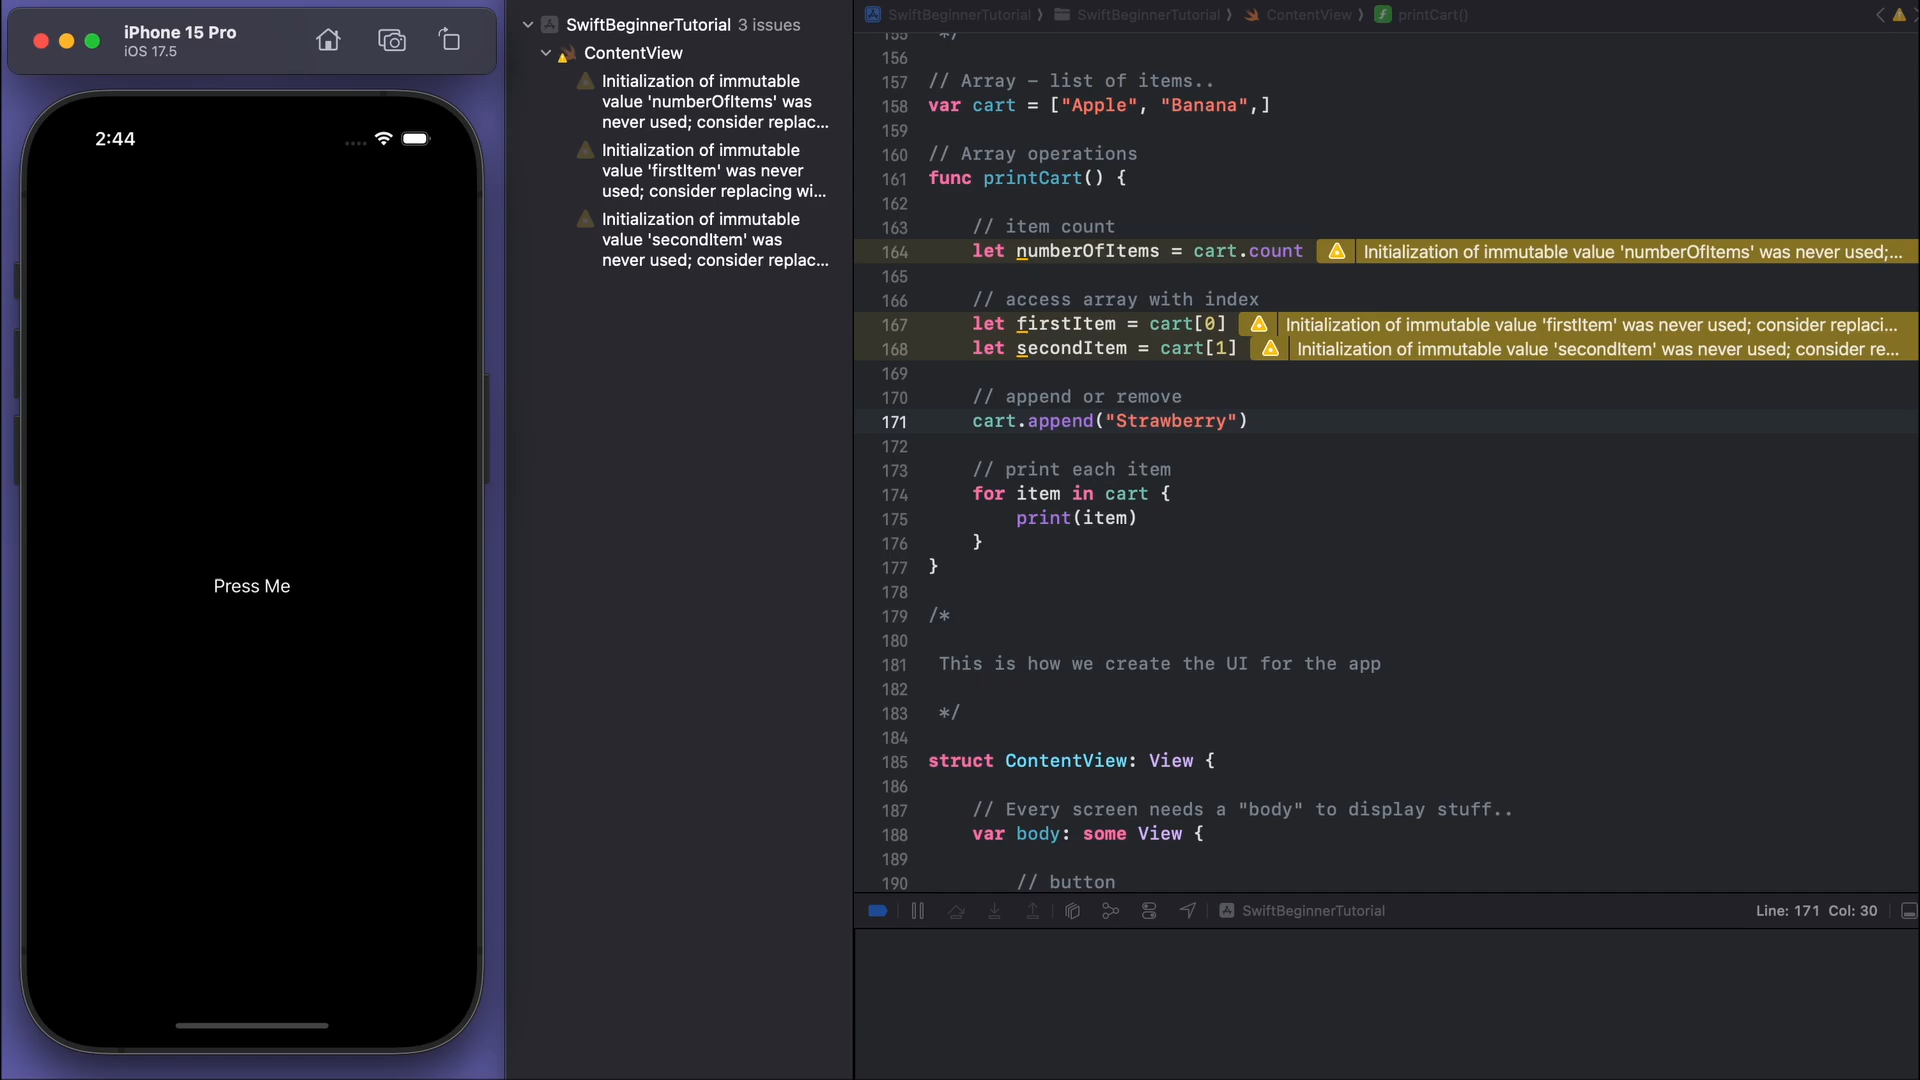 iPhone 15 Pro
iOS 17.5
2:44
Press Me
SwiftBeginnerTutorial 3 issues
ContentView
Initialization of immutable
value 'numberOfItems' was
never used; consider replac...
Initialization of immutable
value 'firstItem' was never
used; consider replacing wi...
Initialization of immutable
value 'secondItem' was
never used; consider replac...
SwiftBeginnerTutorial 〉 SwiftBeginnerTutorial 〉 ContentView 〉 printCart()
155 */
156
157 // Array – list of items..
158 var cart = ["Apple", "Banana",]
159
160 // Array operations
161 func printCart() {
162
163 // item count
164 let numberOfItems = cart.count Initialization of immutable value 'numberOfItems' was never used;...
165
166 // access array with index
167 let firstItem = cart[0] Initialization of immutable value 'firstItem' was never used; consider replaci...
168 let secondItem = cart[1] Initialization of immutable value 'secondItem' was never used; consider re...
169
170 // append or remove
171 cart.append("Strawberry")
172
173 // print each item
174 for item in cart {
175 print(item)
176 }
177 }
178
179 /*
180
181 This is how we create the UI for the app
182
183 */
184
185 struct ContentView: View {
186
187 // Every screen needs a "body" to display stuff..
188 var body: some View {
189
190 // button
SwiftBeginnerTutorial
Line: 171 Col: 30